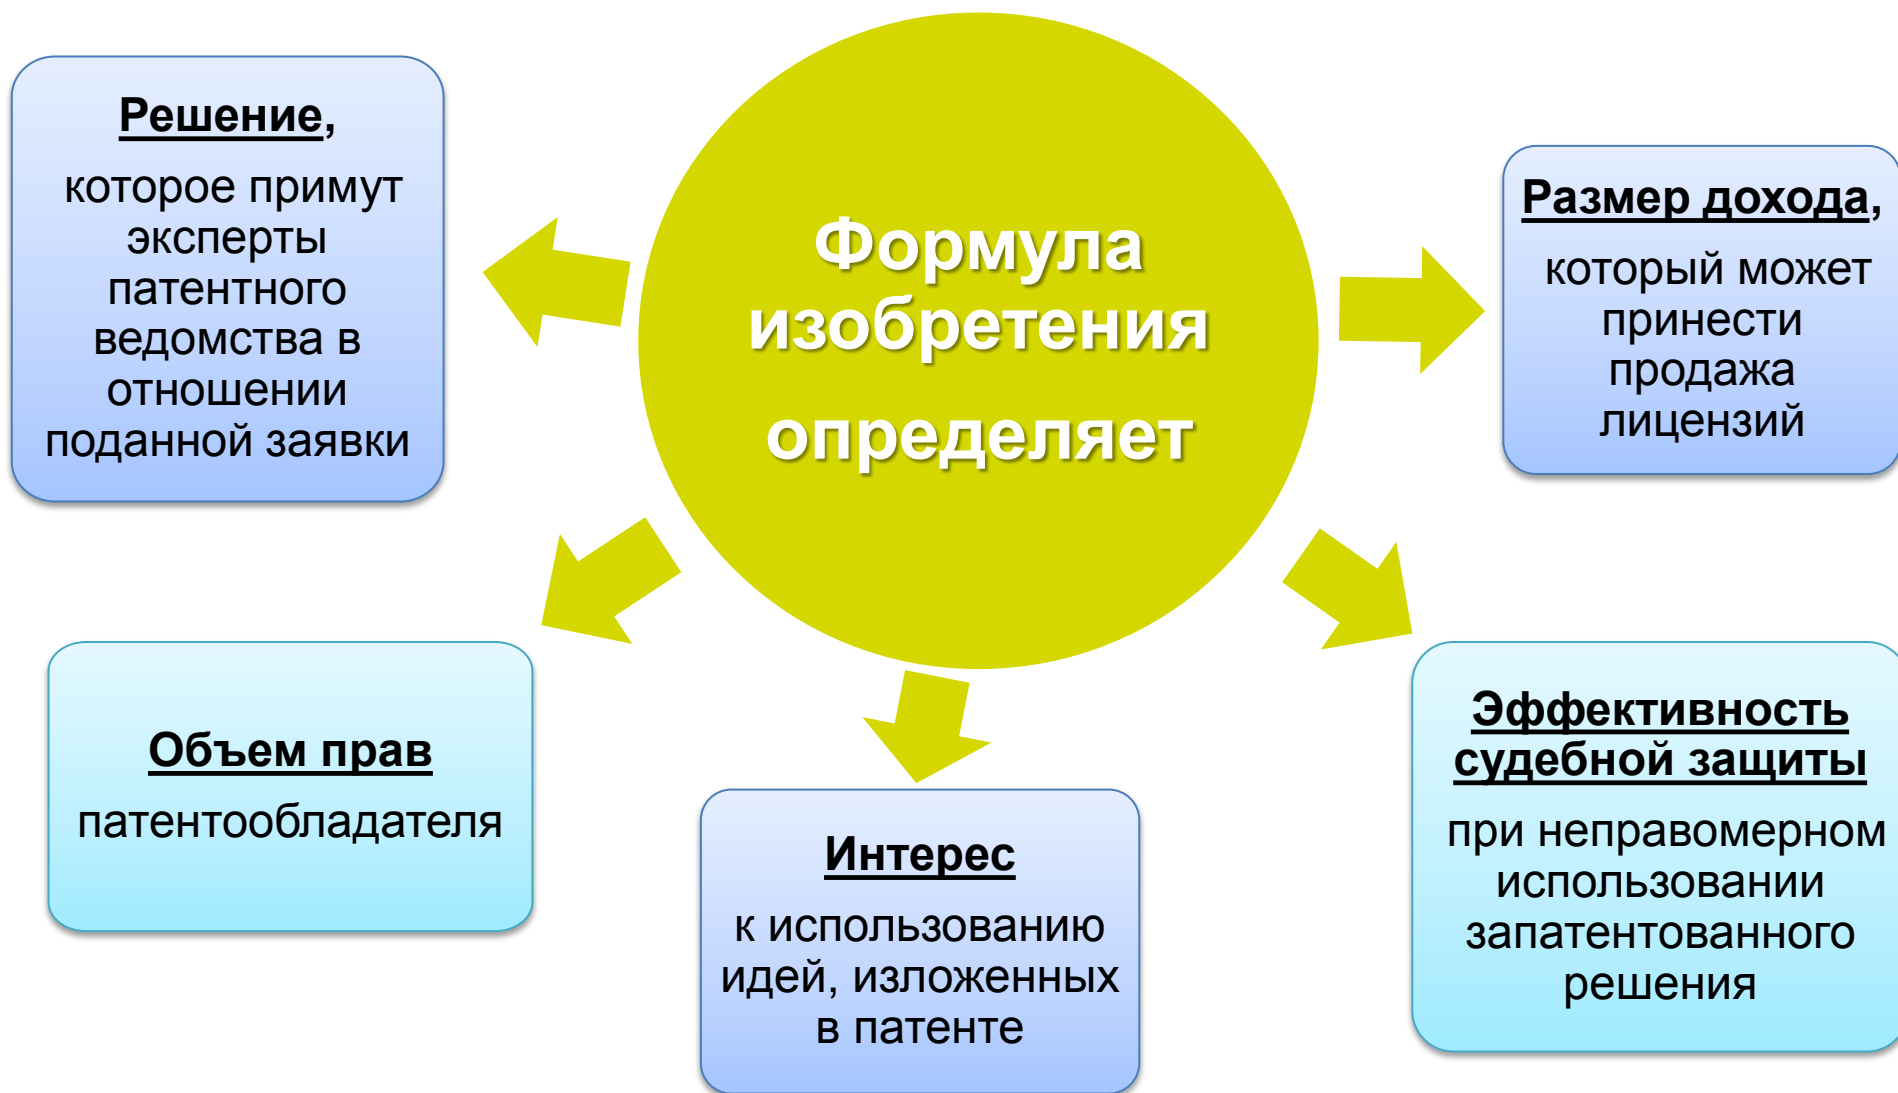 Формула
изобретения
определяет
Решение,
которое примут
эксперты
патентного
ведомства в
отношении
поданной заявки
Размер дохода,
который может
принести
продажа
лицензий
Объем прав
патентообладателя
Интерес
к использованию
идей, изложенных
в патенте
Эффективность
судебной защиты
при неправомерном
использовании
запатентованного
решения